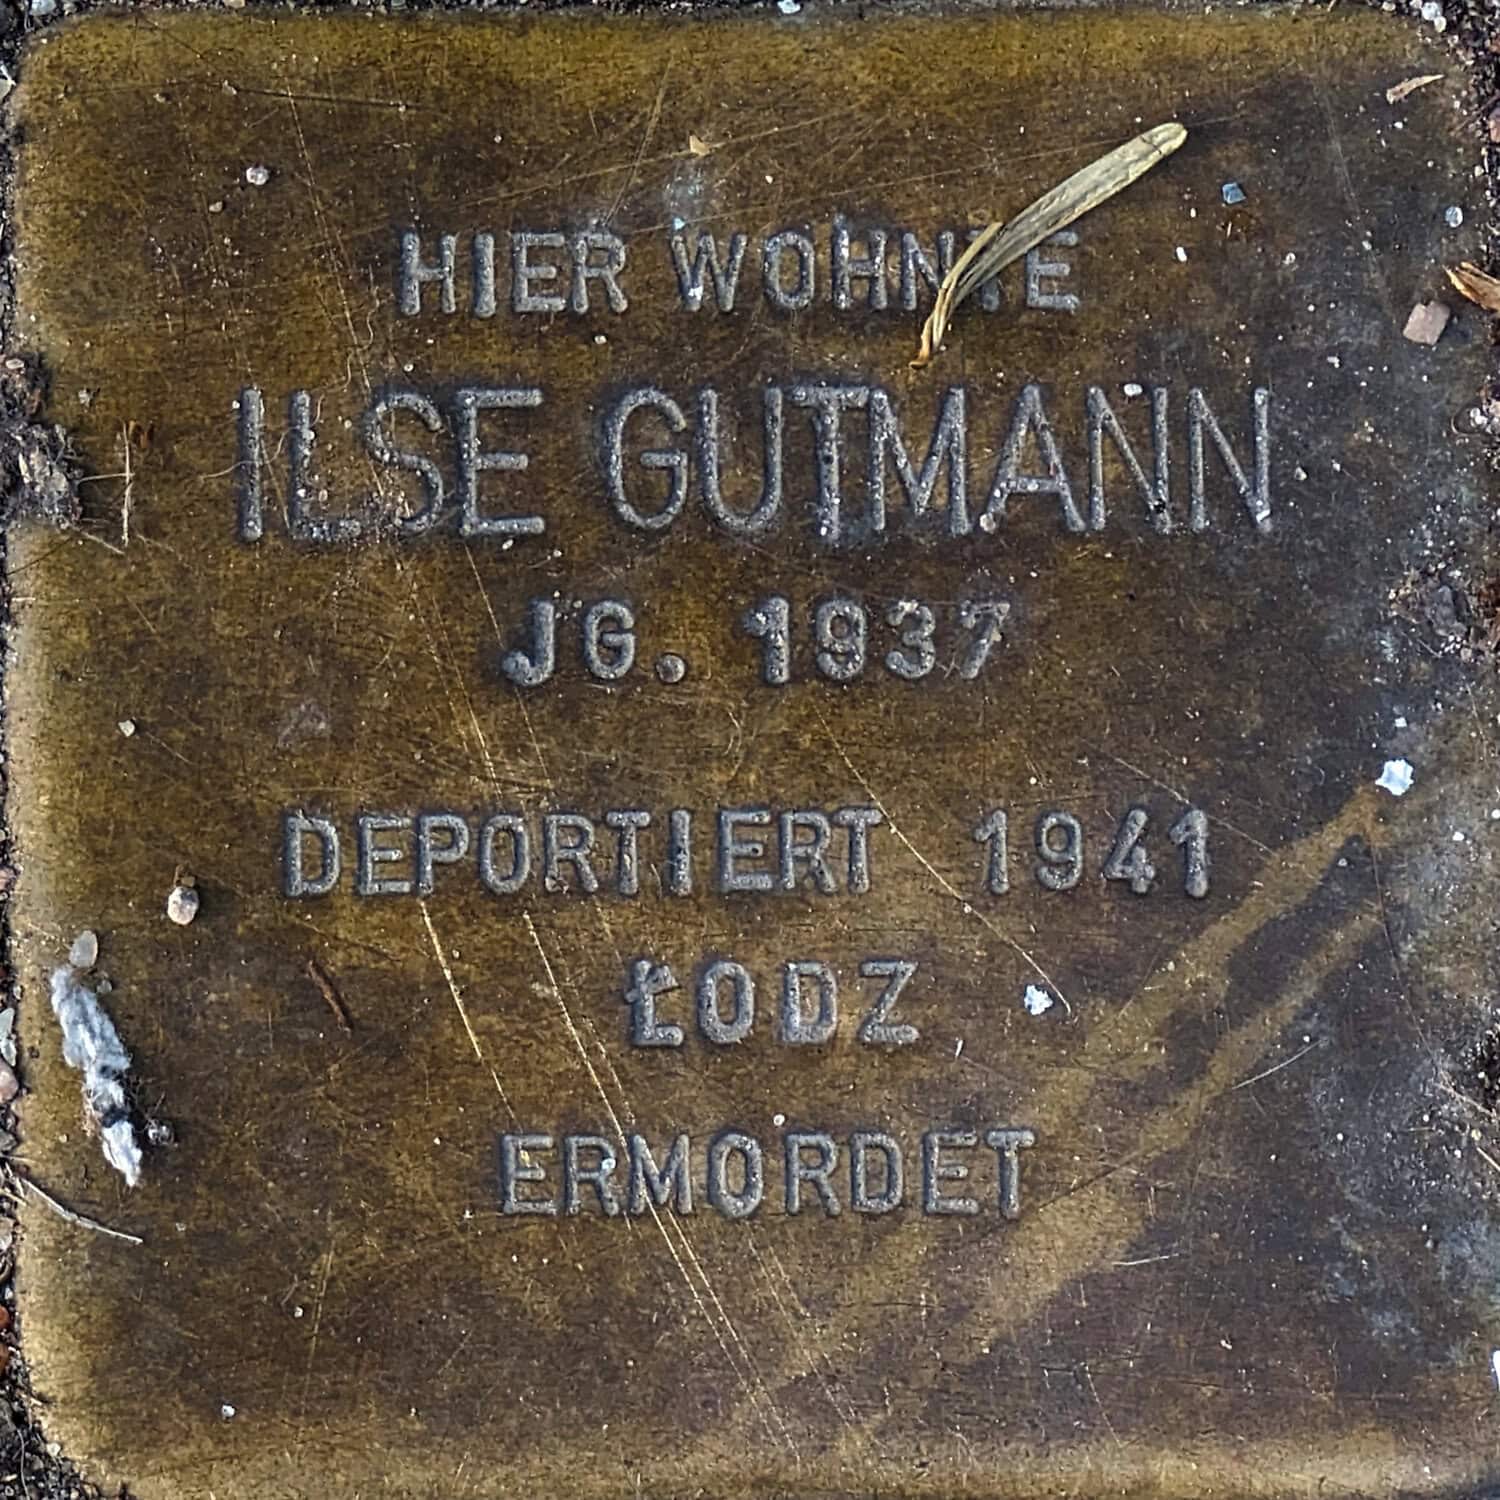 HIER WOHNTE
ILSE GUTMANN
JG. 1937
DEPORTIERT 1941
ŁODZ
ERMORDET